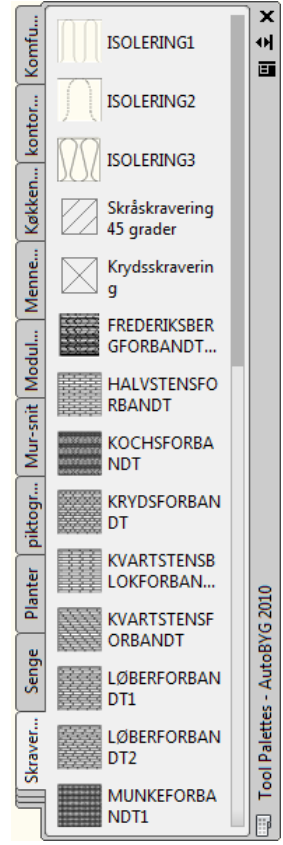 Komfu...
kontor...
Køkken...
Menne...
Modul...
Mur-snit
piktogr...
Planter
Senge
Skraver...
ISOLERING1
ISOLERING2
ISOLERING3
Skråskravering
45 grader
Krydsskraverin
g
FREDERIKSBER
GFORBANDT...
HALVSTENSFO
RBANDT
KOCHSFORBA
NDT
KRYDSFORBAN
DT
KVARTSTENSB
LOKFORBAN...
KVARTSTENSF
ORBANDT
LØBERFORBAN
DT1
LØBERFORBAN
DT2
MUNKEFORBA
NDT1
Tool Palettes - AutoBYG 2010